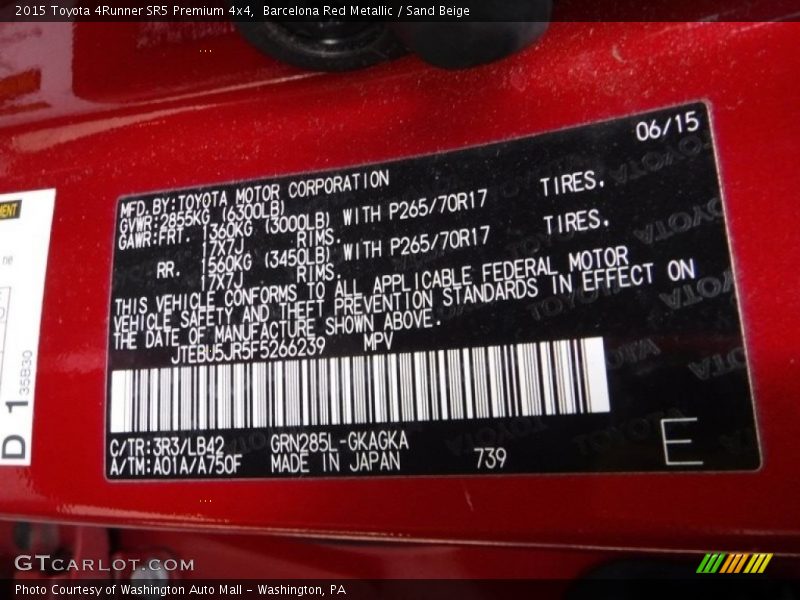 2015 Toyota 4Runner SR5 Premium 4x4,  Barcelona Red Metallic / Sand Beige
06/15
MFD. BY:TOYOTA MOTOR CORPORATION
GVWR:2855KG (6300LB)
GAWR:FRT. 1360KG (3000LB) WITH P265/70R17 TIRES.
17X7J RIMS.
RR. 1560KG (3450LB) WITH P265/70R17 TIRES.
17X7J RIMS.
THIS VEHICLE CONFORMS TO ALL APPLICABLE FEDERAL MOTOR
VEHICLE SAFETY AND THEFT PREVENTION STANDARDS IN EFFECT ON
THE DATE OF MANUFACTURE SHOWN ABOVE.
JTEBU5JR5F5266239 MPV
C/TR:3R3/LB42 GRN285L-GKAGKA
A/TM:A01A/A750F MADE IN JAPAN 739
E
D 1
35B30
GTCARLOT.COM
Photo Courtesy of Washington Auto Mall - Washington, PA